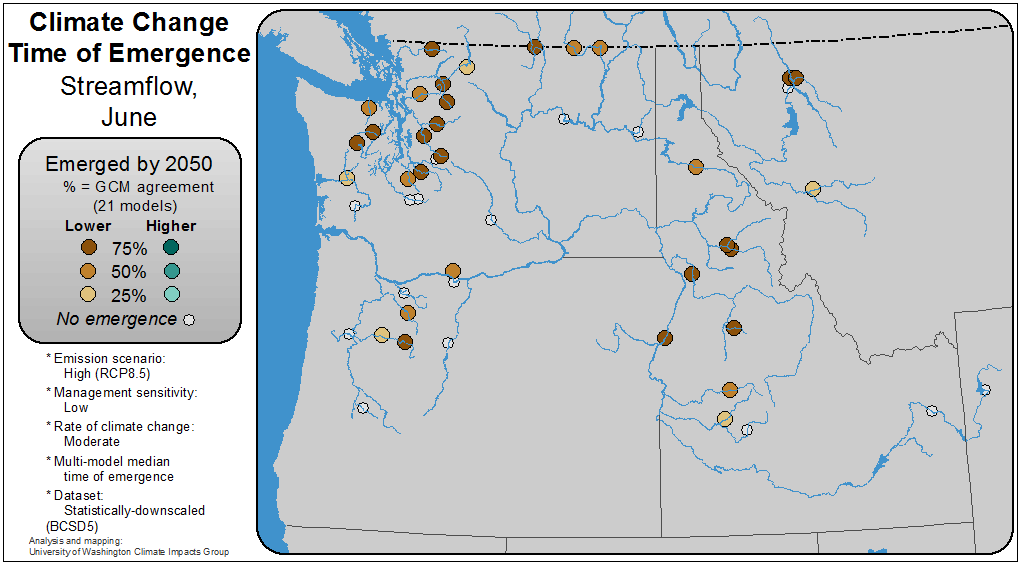 Climate Change
Time of Emergence
Streamflow,
June
Emerged by 2050
% = GCM agreement
(21 models)
Lower Higher
75%
50%
25%
No emergence
* Emission scenario:
High (RCP8.5)
* Management sensitivity:
Low
* Rate of climate change:
Moderate
* Multi-model median
time of emergence
* Dataset:
Statistically-downscaled
(BCSD5)
Analysis and mapping:
University of Washington Climate Impacts Group